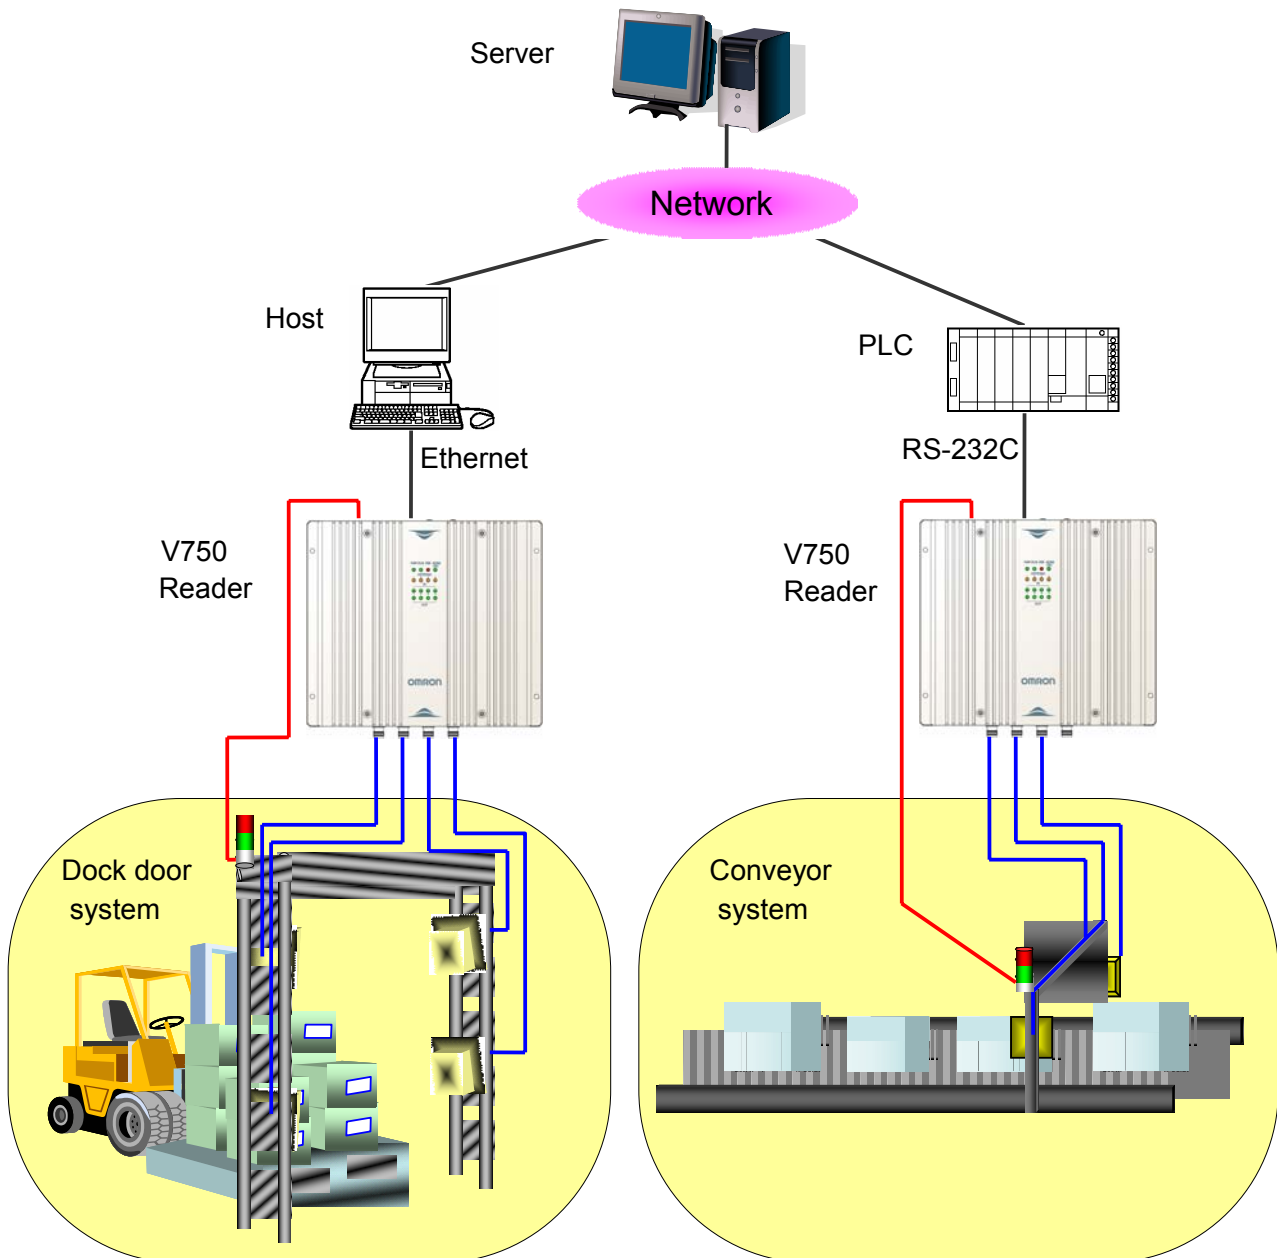 Server
Network
Host
PLC
Ethernet
RS-232C
V750
Reader
V750
Reader
OMRON
OMRON
Dock door
system
Conveyor
system